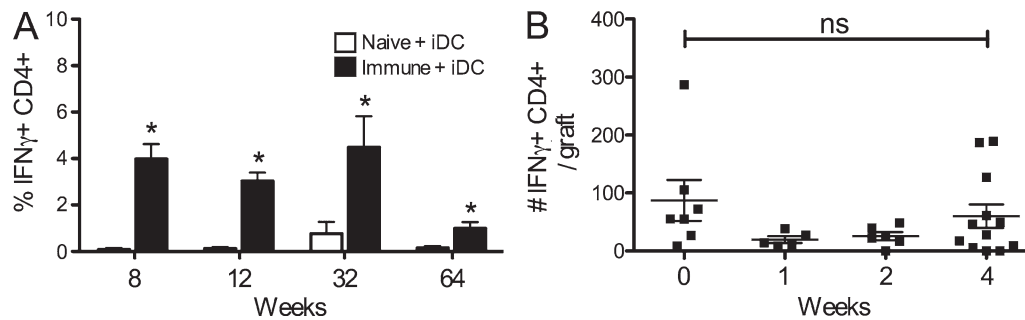 A
% IFNγ+ CD4+
10
8
6
4
2
0
Naive + iDC
Immune + iDC
*
*
*
*
8 12 32 64
Weeks
B
# IFNγ+ CD4+
/ graft
400
300
200
100
0
ns
0 1 2 4
Weeks